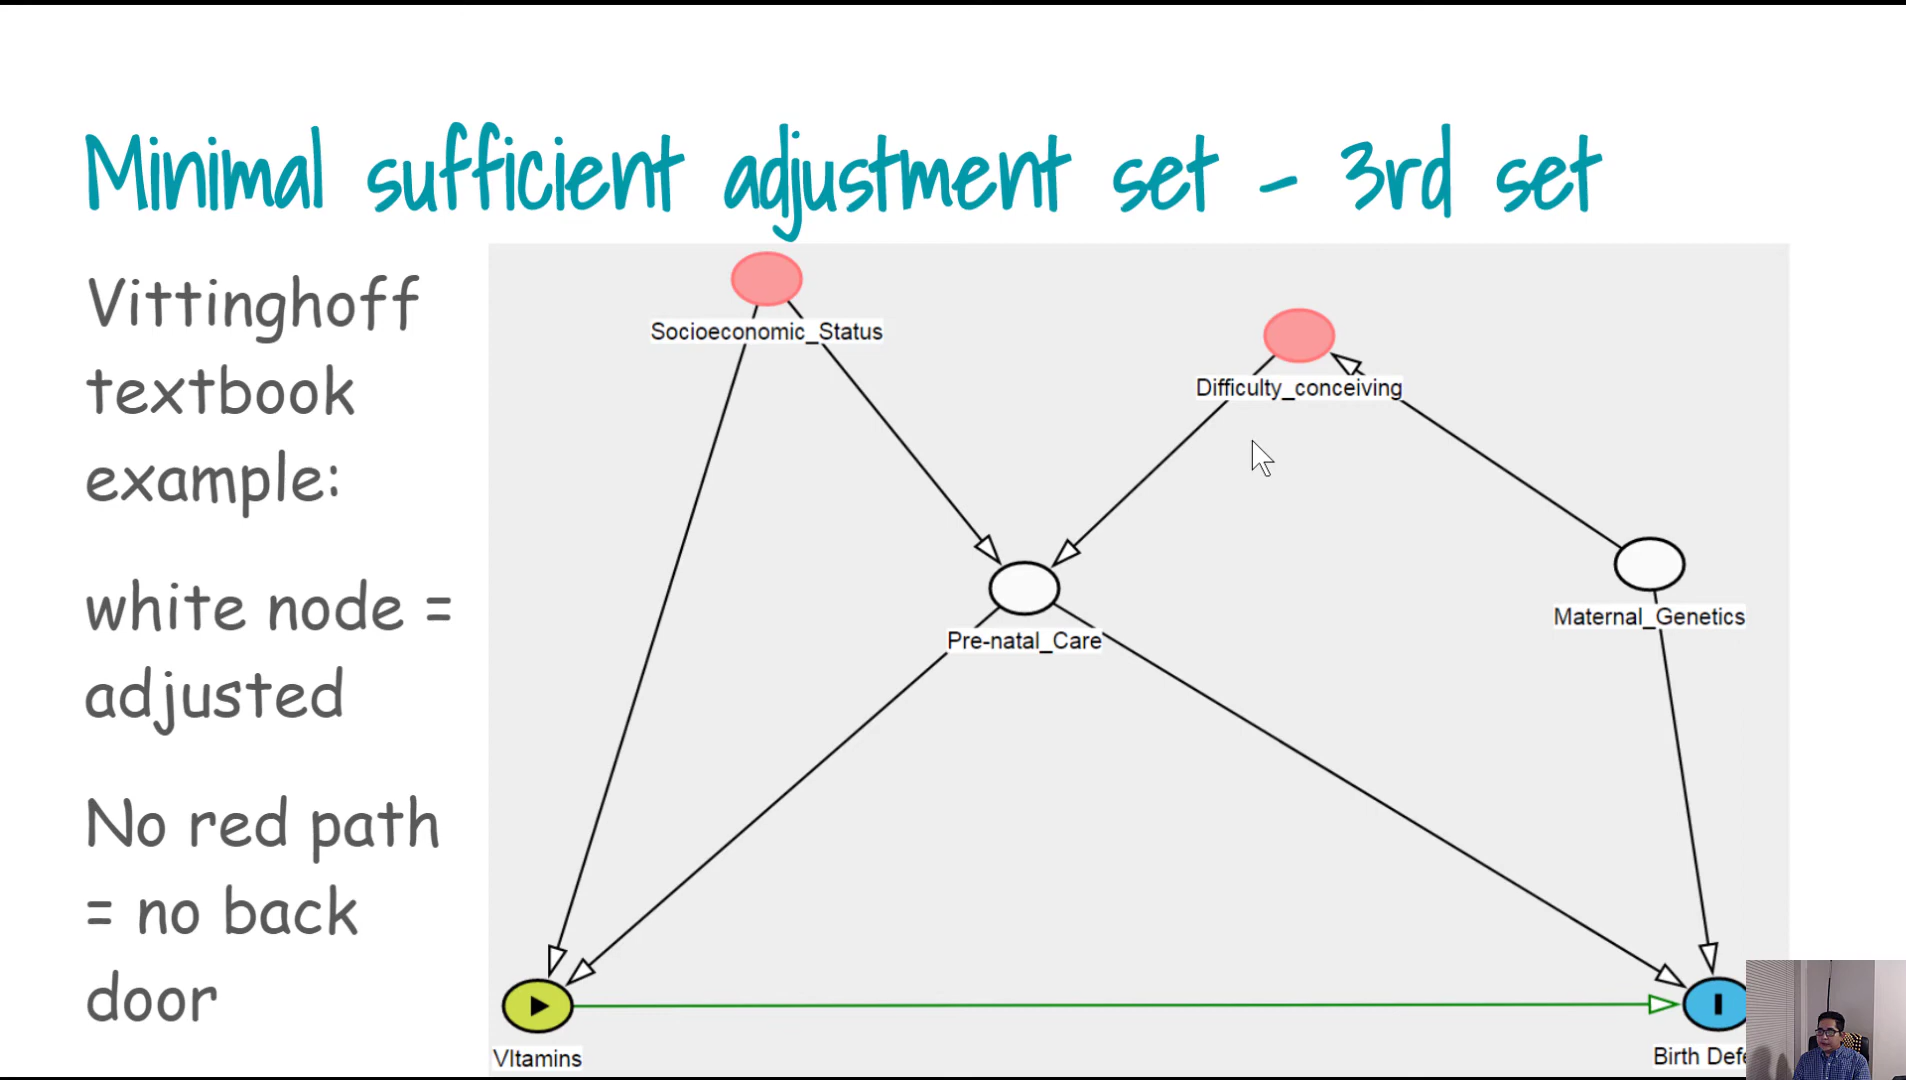 Minimal sufficient adjustment set - 3rd set
Vittinghoff
textbook
example:
white node =
adjusted
No red path
= no back
door
Socioeconomic_Status
Difficulty_conceiving
Pre-natal_Care
Maternal_Genetics
VItamins
Birth